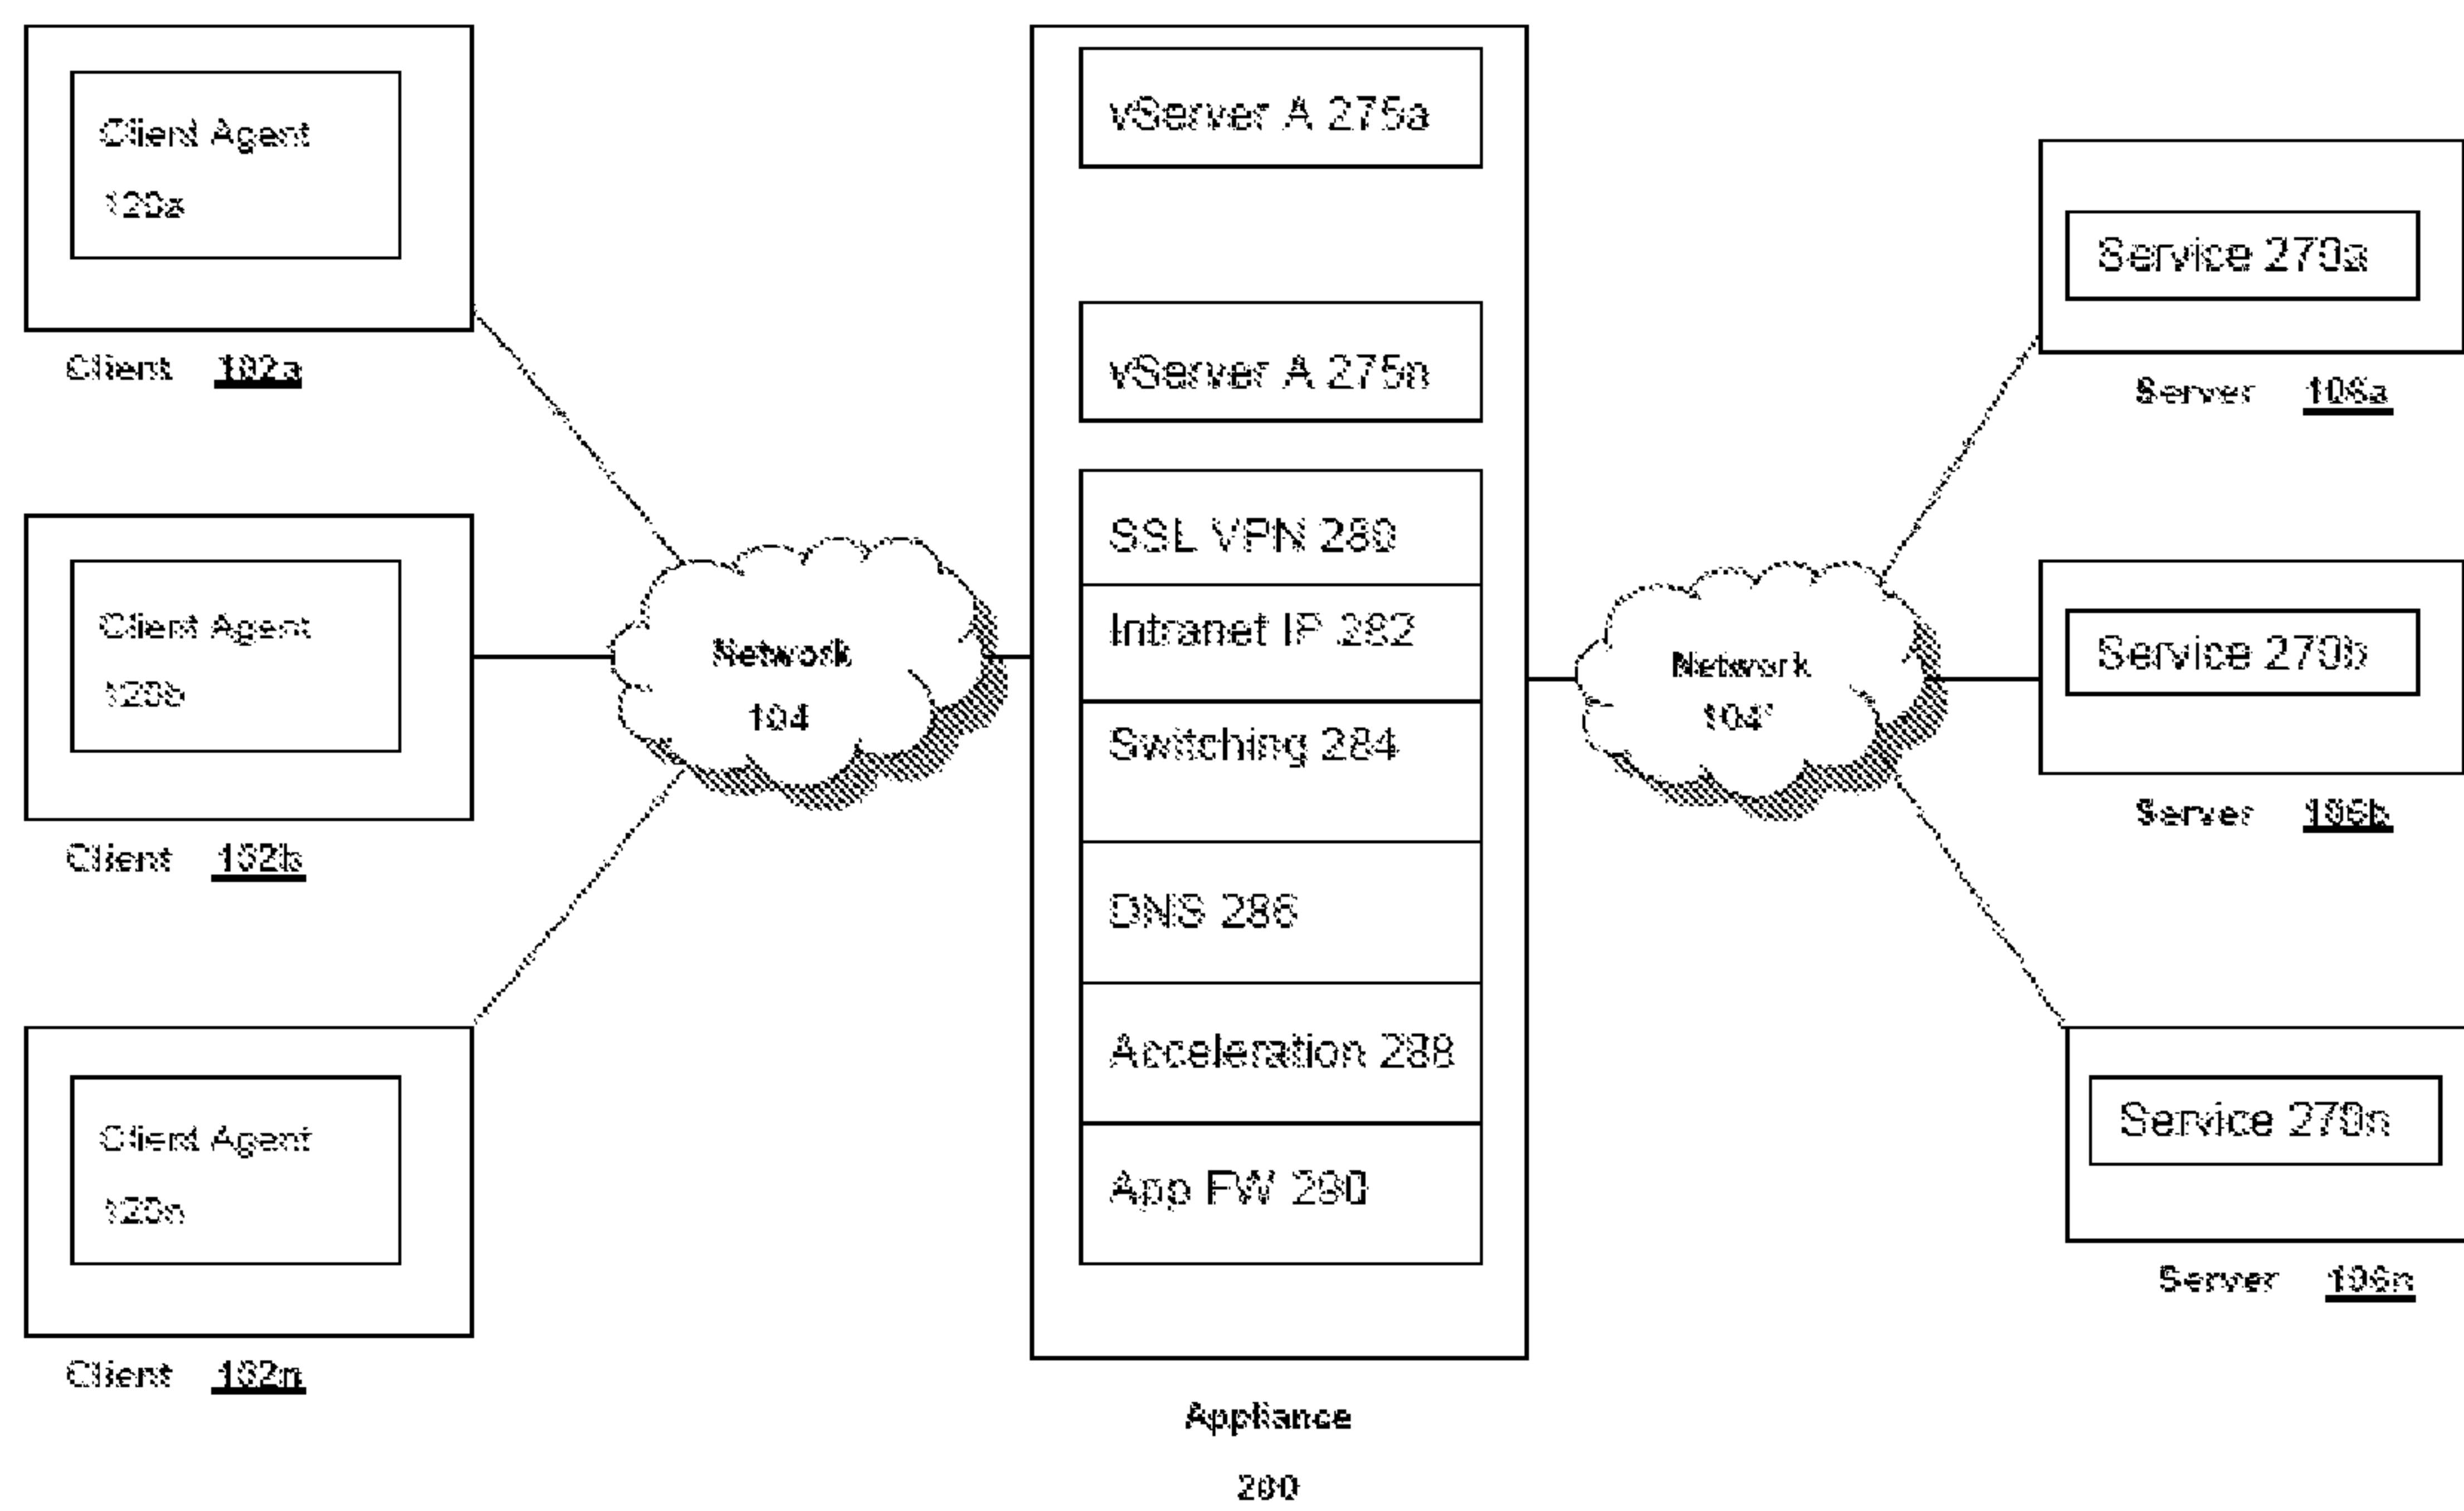 Client Agent
120a
Client 102a
Client Agent
120b
Client 102b
Client Agent
120n
Client 102n
Network
104
vServer A 275a
vServer A 275n
SSL VPN 280
Intranet IP 282
Switching 284
DNS 286
Acceleration 288
App FW 290
Appliance
200
Network
104'
Service 270a
Server 106a
Service 270b
Server 106b
Service 270n
Server 106n